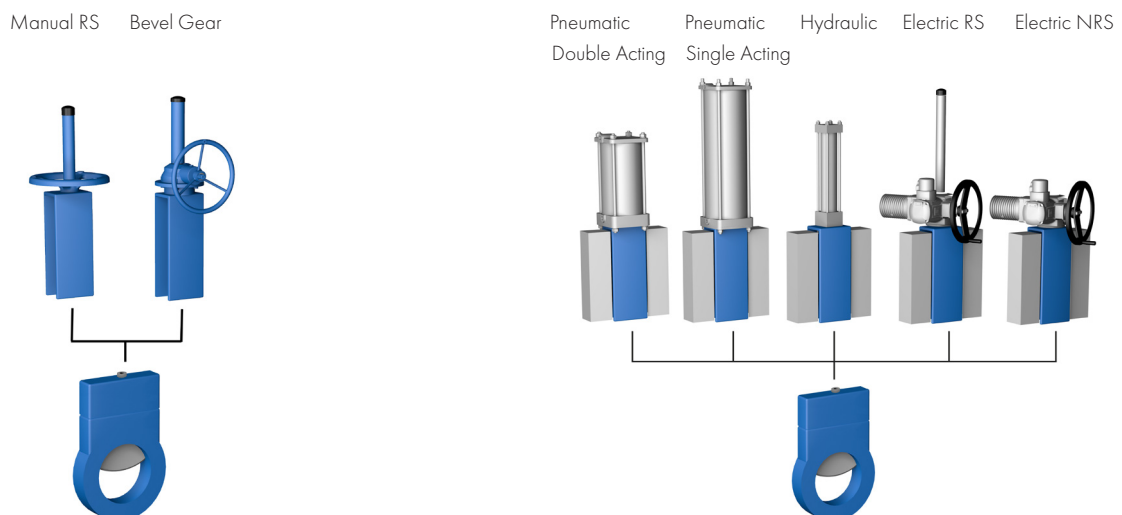 Manual RS
Bevel Gear
Pneumatic
Double Acting
Pneumatic
Single Acting
Hydraulic
Electric RS
Electric NRS